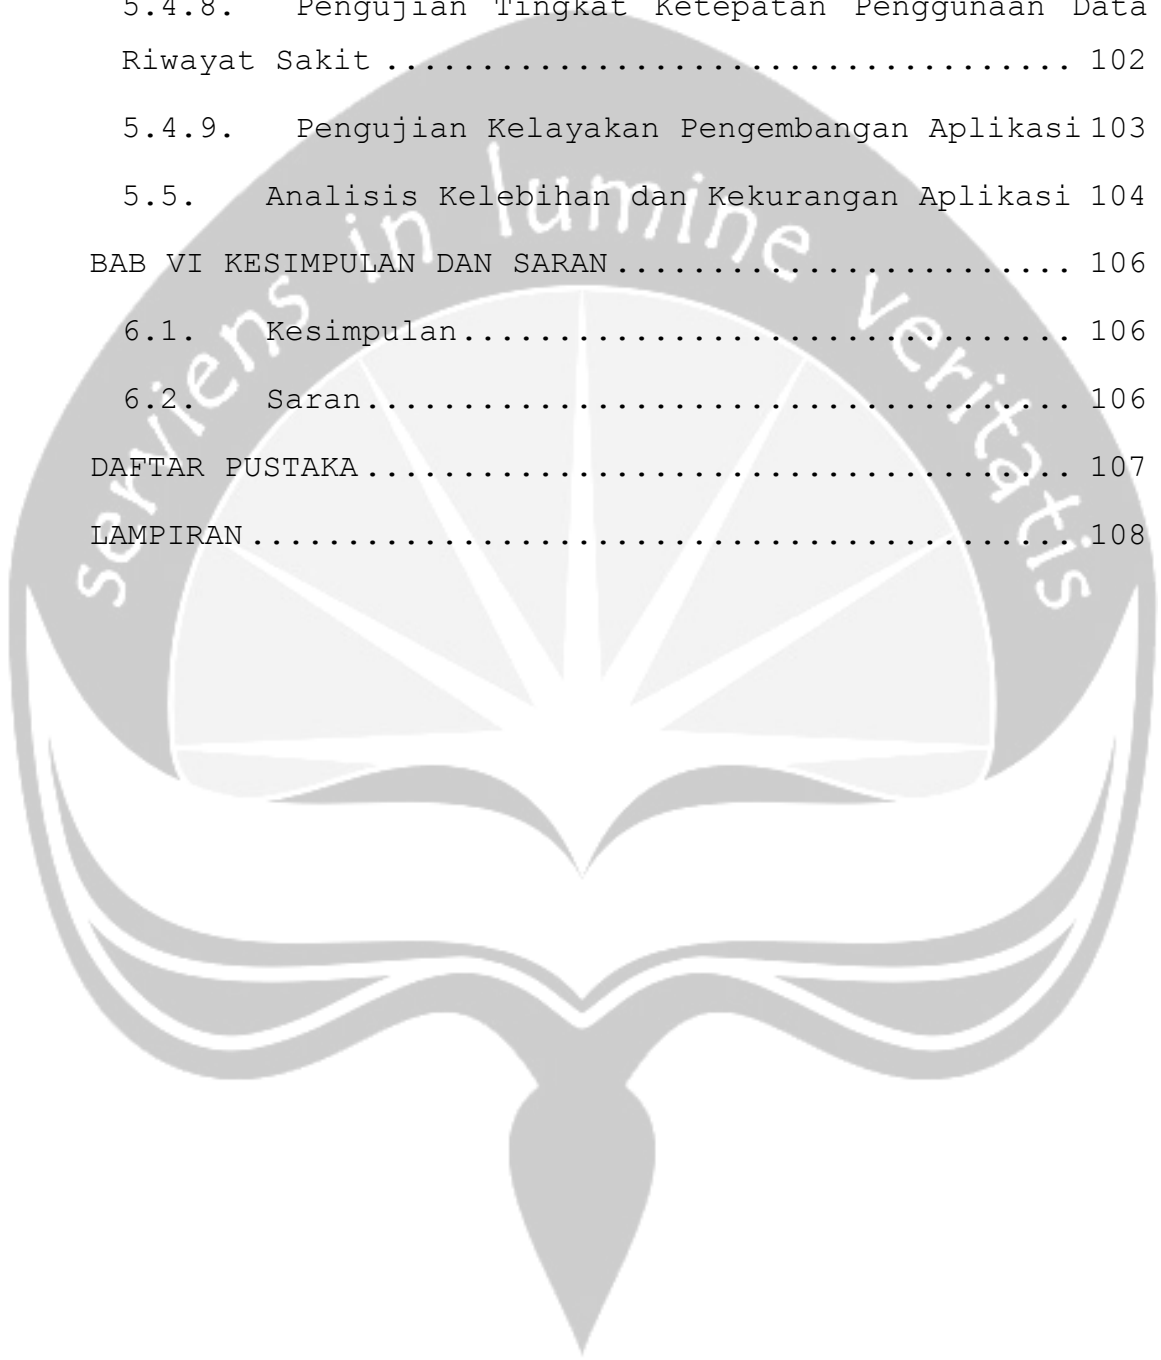 5.4.8. Pengujian Tingkat Ketepatan Penggunaan Data
Riwayat Sakit .................................... 102
5.4.9. Pengujian Kelayakan Pengembangan Aplikasi 103
5.5. Analisis Kelebihan dan Kekurangan Aplikasi 104
BAB VI KESIMPULAN DAN SARAN ........................ 106
6.1. Kesimpulan ................................ 106
6.2. Saran ..................................... 106
DAFTAR PUSTAKA ..................................... 107
LAMPIRAN ........................................... 108
serviens in lumine veritatis